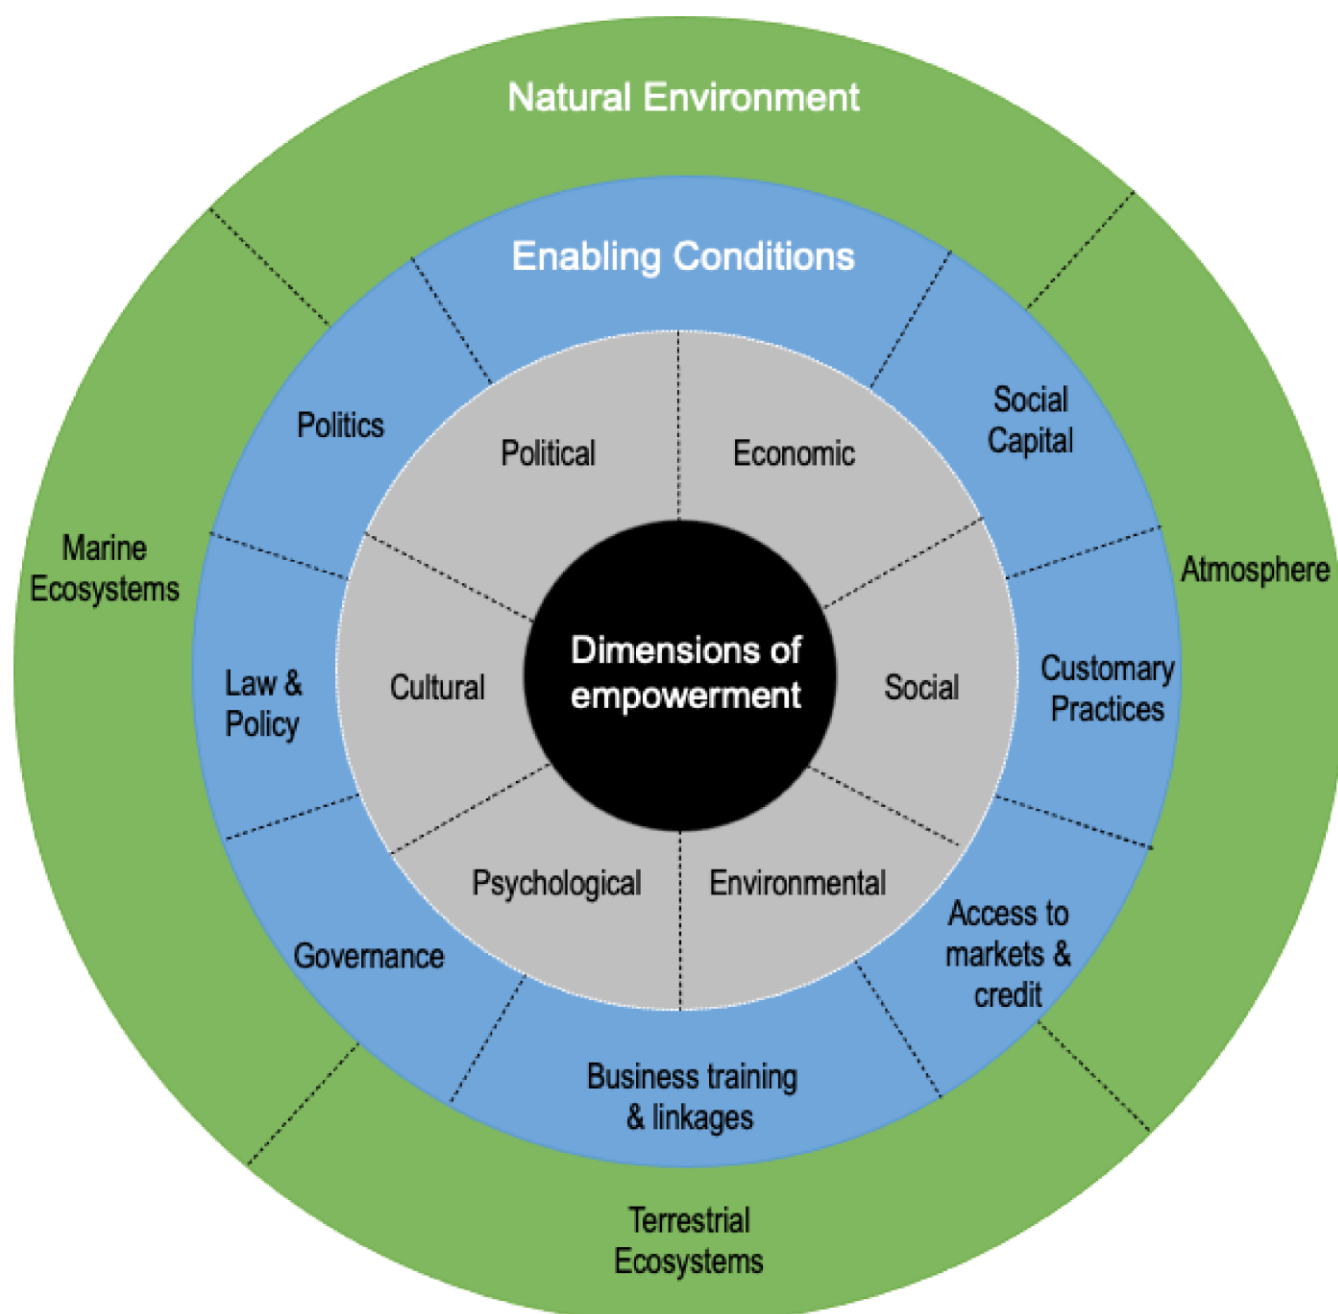 Natural Environment
Enabling Conditions
Social
Capital
Politics
Political
Economic
Marine
Ecosystems
Atmosphere
Dimensions of
empowerment
Law &
Policy
Cultural
Social
Customary
Practices
Psychological
Environmental
Governance
Access to
markets &
credit
Business training
& linkages
Terrestrial
Ecosystems